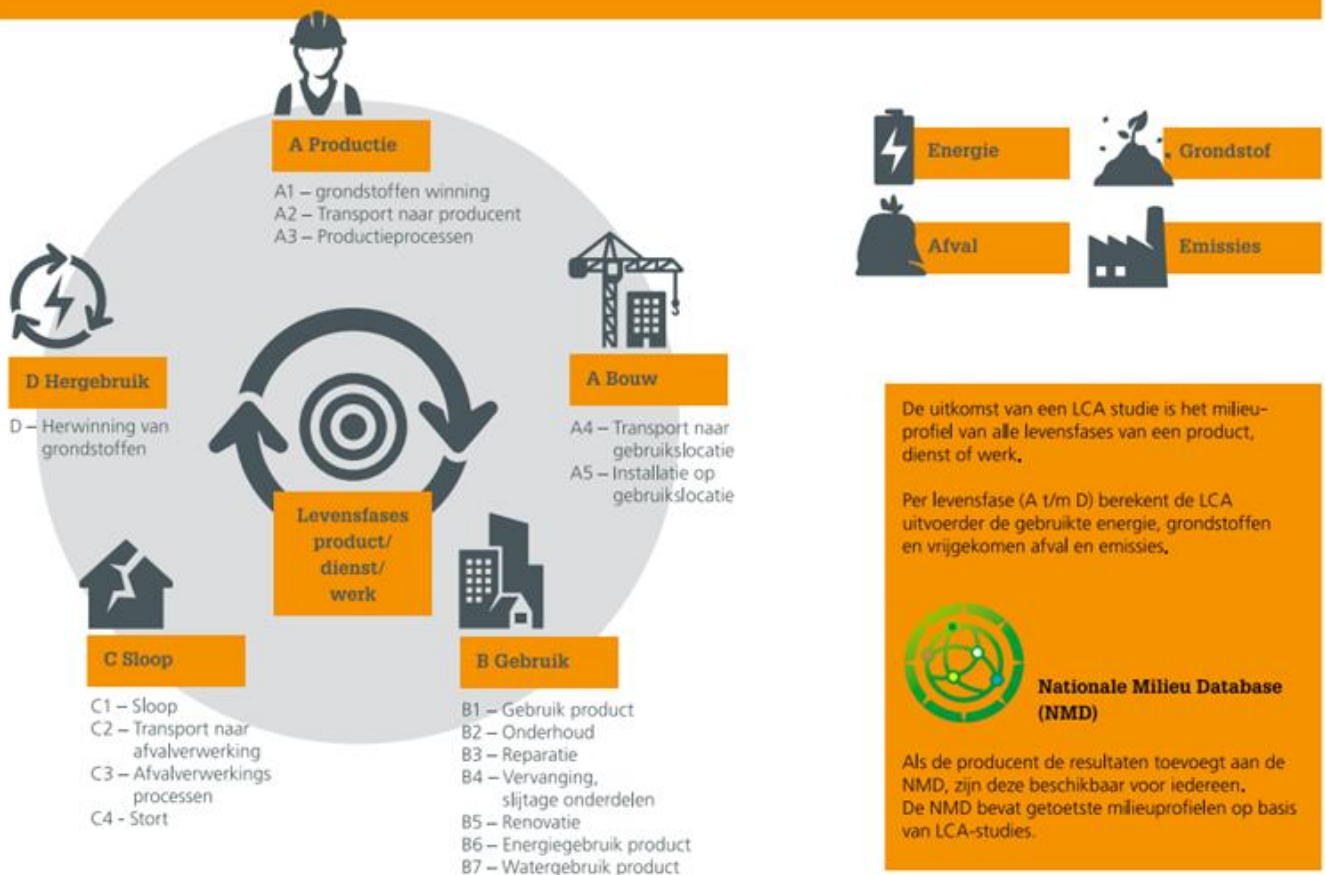 A Productie
A1 – grondstoffen winning
A2 – Transport naar producent
A3 – Productieprocessen
A Bouw
A4 – Transport naar
gebruikslocatie
A5 – Installatie op
gebruikslocatie
B Gebruik
B1 – Gebruik product
B2 – Onderhoud
B3 – Reparatie
B4 – Vervanging,
slijtage onderdelen
B5 – Renovatie
B6 – Energiegebruik product
B7 – Watergebruik product
C Sloop
C1 – Sloop
C2 – Transport naar
afvalverwerking
C3 – Afvalverwerkings
processen
C4 - Stort
D Hergebruik
D – Herwinning van
grondstoffen
Levensfases
product/
dienst/
werk
Energie
Grondstof
Afval
Emissies
De uitkomst van een LCA studie is het milieu-
profiel van alle levensfases van een product,
dienst of werk.
Per levensfase (A t/m D) berekent de LCA
uitvoerder de gebruikte energie, grondstoffen
en vrijgekomen afval en emissies.
Nationale Milieu Database
(NMD)
Als de producent de resultaten toevoegt aan de
NMD, zijn deze beschikbaar voor iedereen.
De NMD bevat getoetste milieuprofielen op basis
van LCA-studies.